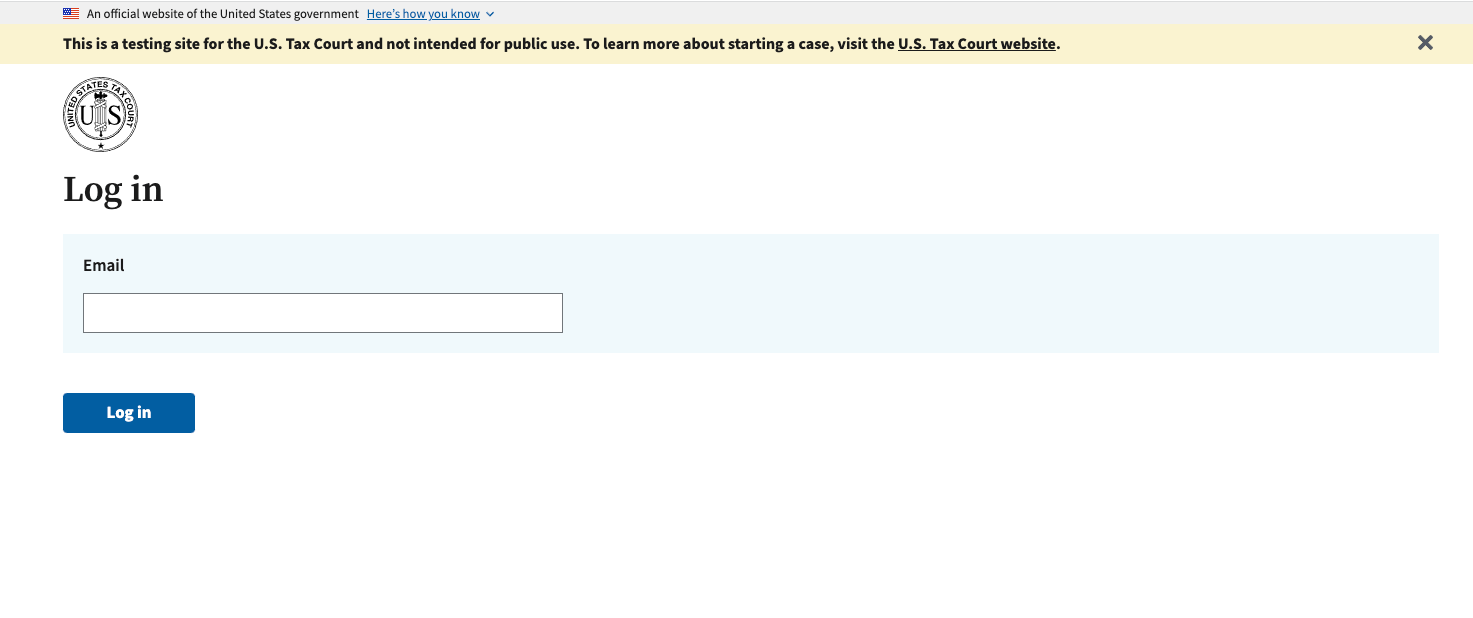 An official website of the United States government Here's how you know
This is a testing site for the U.S. Tax Court and not intended for public use. To learn more about starting a case, visit the U.S. Tax Court website.
UNITED STATES TAX COURT
US
Log in
Email
Log in